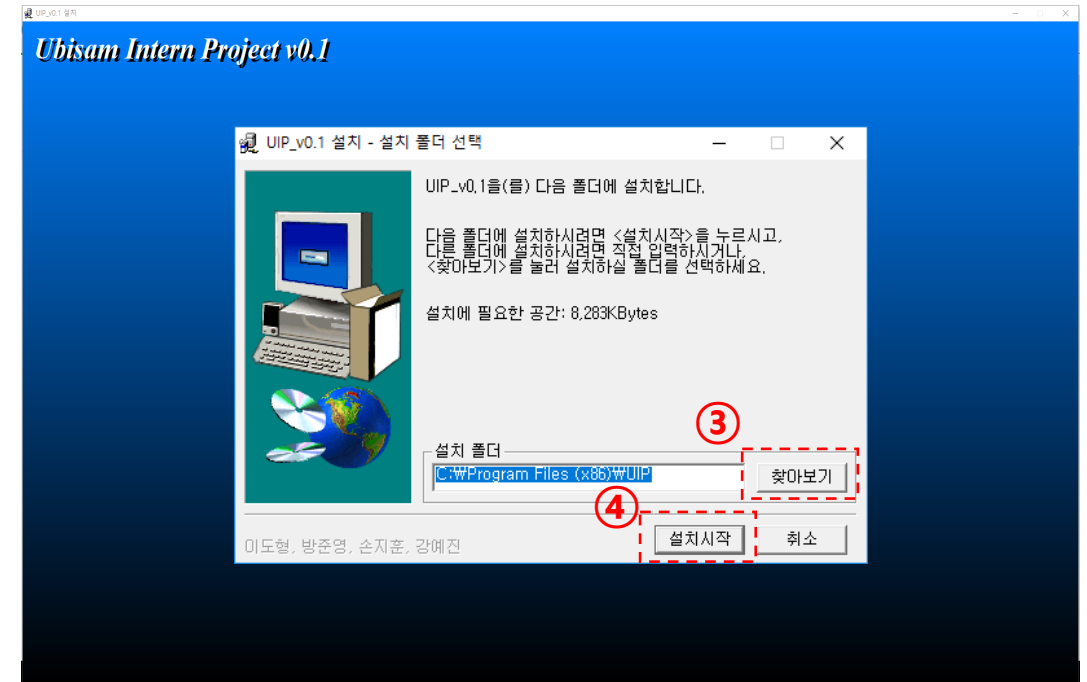 UIP_v0.1 설치
Ubisam Intern Project v0.1
UIP_v0.1 설치 - 설치 폴더 선택
UIP_v0.1을(를) 다음 폴더에 설치합니다.
다음 폴더에 설치하시려면 <설치시작>을 누르시고,
다른 폴더에 설치하시려면 직접 입력하시거나,
<찾아보기>를 눌러 설치하실 폴더를 선택하세요.
설치에 필요한 공간: 8,283KBytes
③
설치 폴더
C:₩Program Files (x86)₩UIP
찾아보기
④
이도형, 방준영, 손지훈, 강예진
설치시작
취소